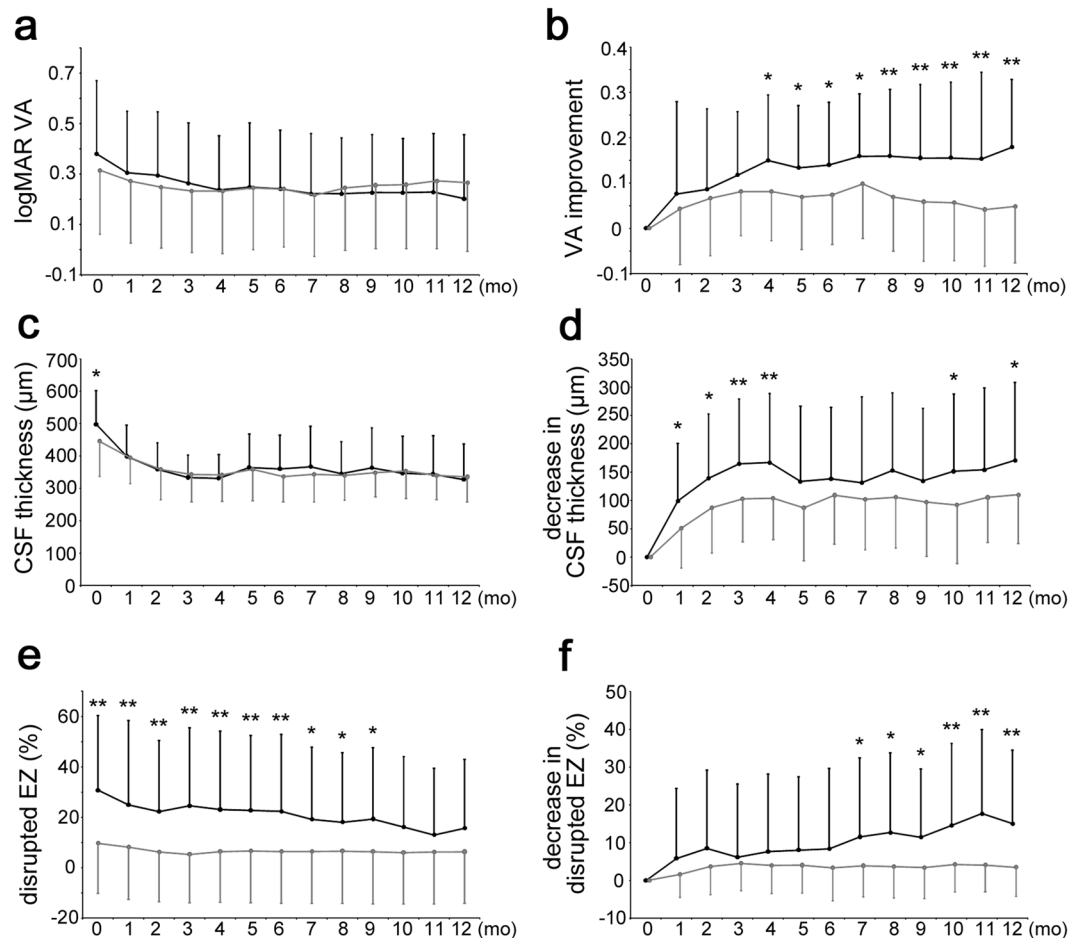 a
logMAR VA
0.7
0.5
0.3
0.1
-0.1
0 1 2 3 4 5 6 7 8 9 10 11 12 (mo)
b
VA improvement
0.4
0.3
0.2
0.1
0
-0.1
* * * * ** ** ** ** **
0 1 2 3 4 5 6 7 8 9 10 11 12 (mo)
c
CSF thickness (μm)
700
600
500
400
300
200
100
0
*
0 1 2 3 4 5 6 7 8 9 10 11 12 (mo)
d
decrease in
CSF thickness (μm)
350
300
250
200
150
100
50
0
-50
* * ** ** * *
0 1 2 3 4 5 6 7 8 9 10 11 12 (mo)
e
disrupted EZ (%)
60
40
20
0
-20
** ** ** ** ** ** ** * * *
0 1 2 3 4 5 6 7 8 9 10 11 12 (mo)
f
decrease in
disrupted EZ (%)
50
40
30
20
10
0
-10
* * * ** ** **
0 1 2 3 4 5 6 7 8 9 10 11 12 (mo)